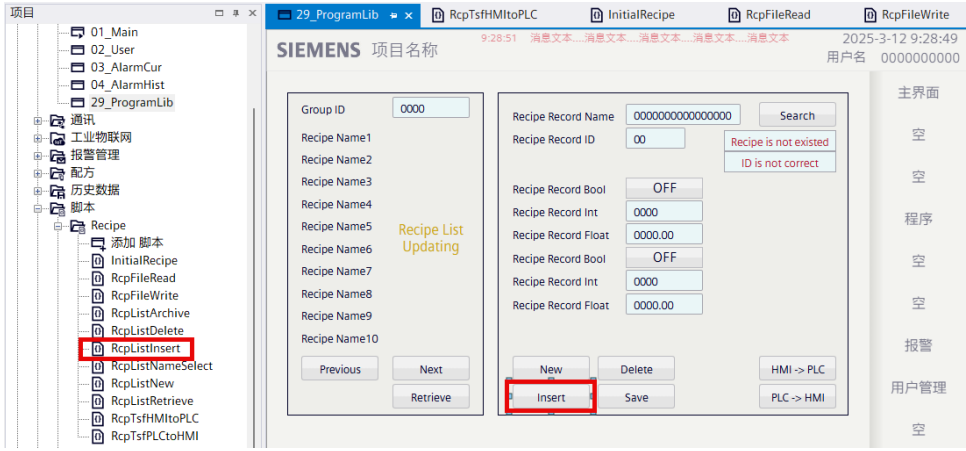 项目
01_Main
02_User
03_AlarmCur
04_AlarmHist
29_ProgramLib
通讯
工业物联网
报警管理
配方
历史数据
脚本
Recipe
添加 脚本
InitialRecipe
RcpFileRead
RcpFileWrite
RcpListArchive
RcpListDelete
RcpListInsert
RcpListNameSelect
RcpListNew
RcpListRetrieve
RcpTsfHMItoPLC
RcpTsfPLCtoHMI
29_ProgramLib RcpTsfHMItoPLC InitialRecipe RcpFileRead RcpFileWrite
SIEMENS 项目名称
9:28:51 消息文本....消息文本....消息文本....消息文本....消息文本
2025-3-12 9:28:49
用户名 0000000000
Group ID 0000
Recipe Name1
Recipe Name2
Recipe Name3
Recipe Name4
Recipe Name5
Recipe Name6
Recipe Name7
Recipe Name8
Recipe Name9
Recipe Name10
Recipe List
Updating
Previous Next
Retrieve
Recipe Record Name 0000000000000000 Search
Recipe Record ID 00 Recipe is not existed
ID is not correct
Recipe Record Bool OFF
Recipe Record Int 0000
Recipe Record Float 0000.00
Recipe Record Bool OFF
Recipe Record Int 0000
Recipe Record Float 0000.00
New Delete HMI -> PLC
Insert Save PLC -> HMI
主界面
空
空
程序
空
空
报警
用户管理
空